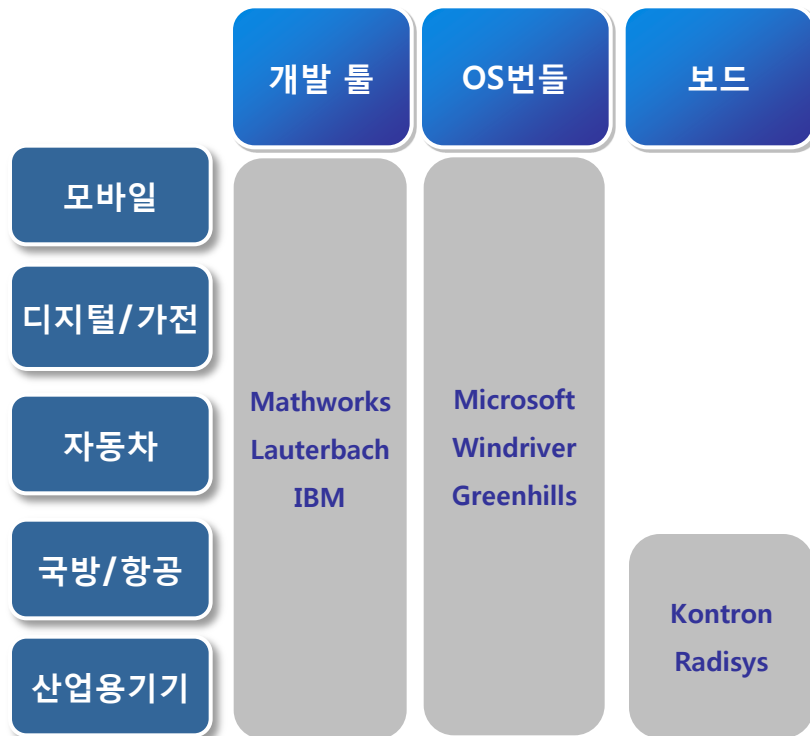 개발 툴
OS번들
보드
모바일
디지털/가전
자동차
국방/항공
산업용기기
Mathworks
Lauterbach
IBM
Microsoft
Windriver
Greenhills
Kontron
Radisys